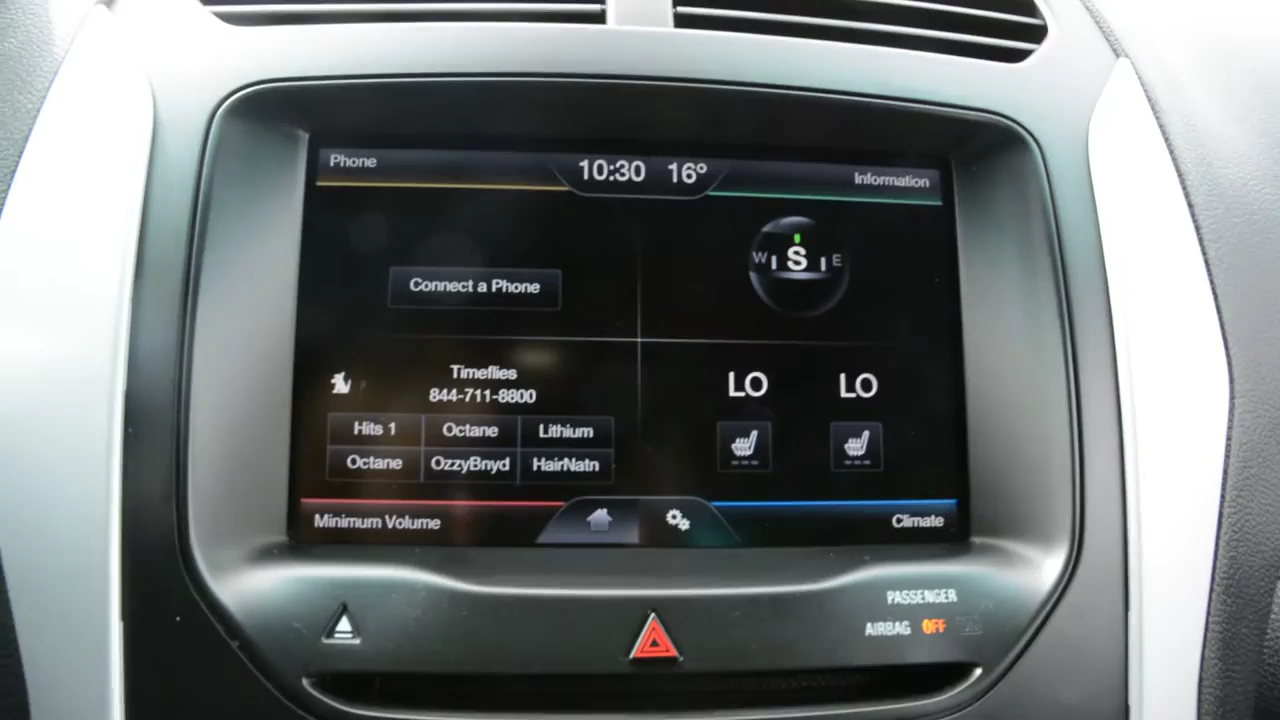 Phone
10:30 16°
Information
Connect a Phone
W S E
Timeflies
844-711-8800
LO LO
Hits 1 Octane Lithium
Octane OzzyBnyd HairNatn
Minimum Volume
Climate
PASSENGER
AIRBAG OFF